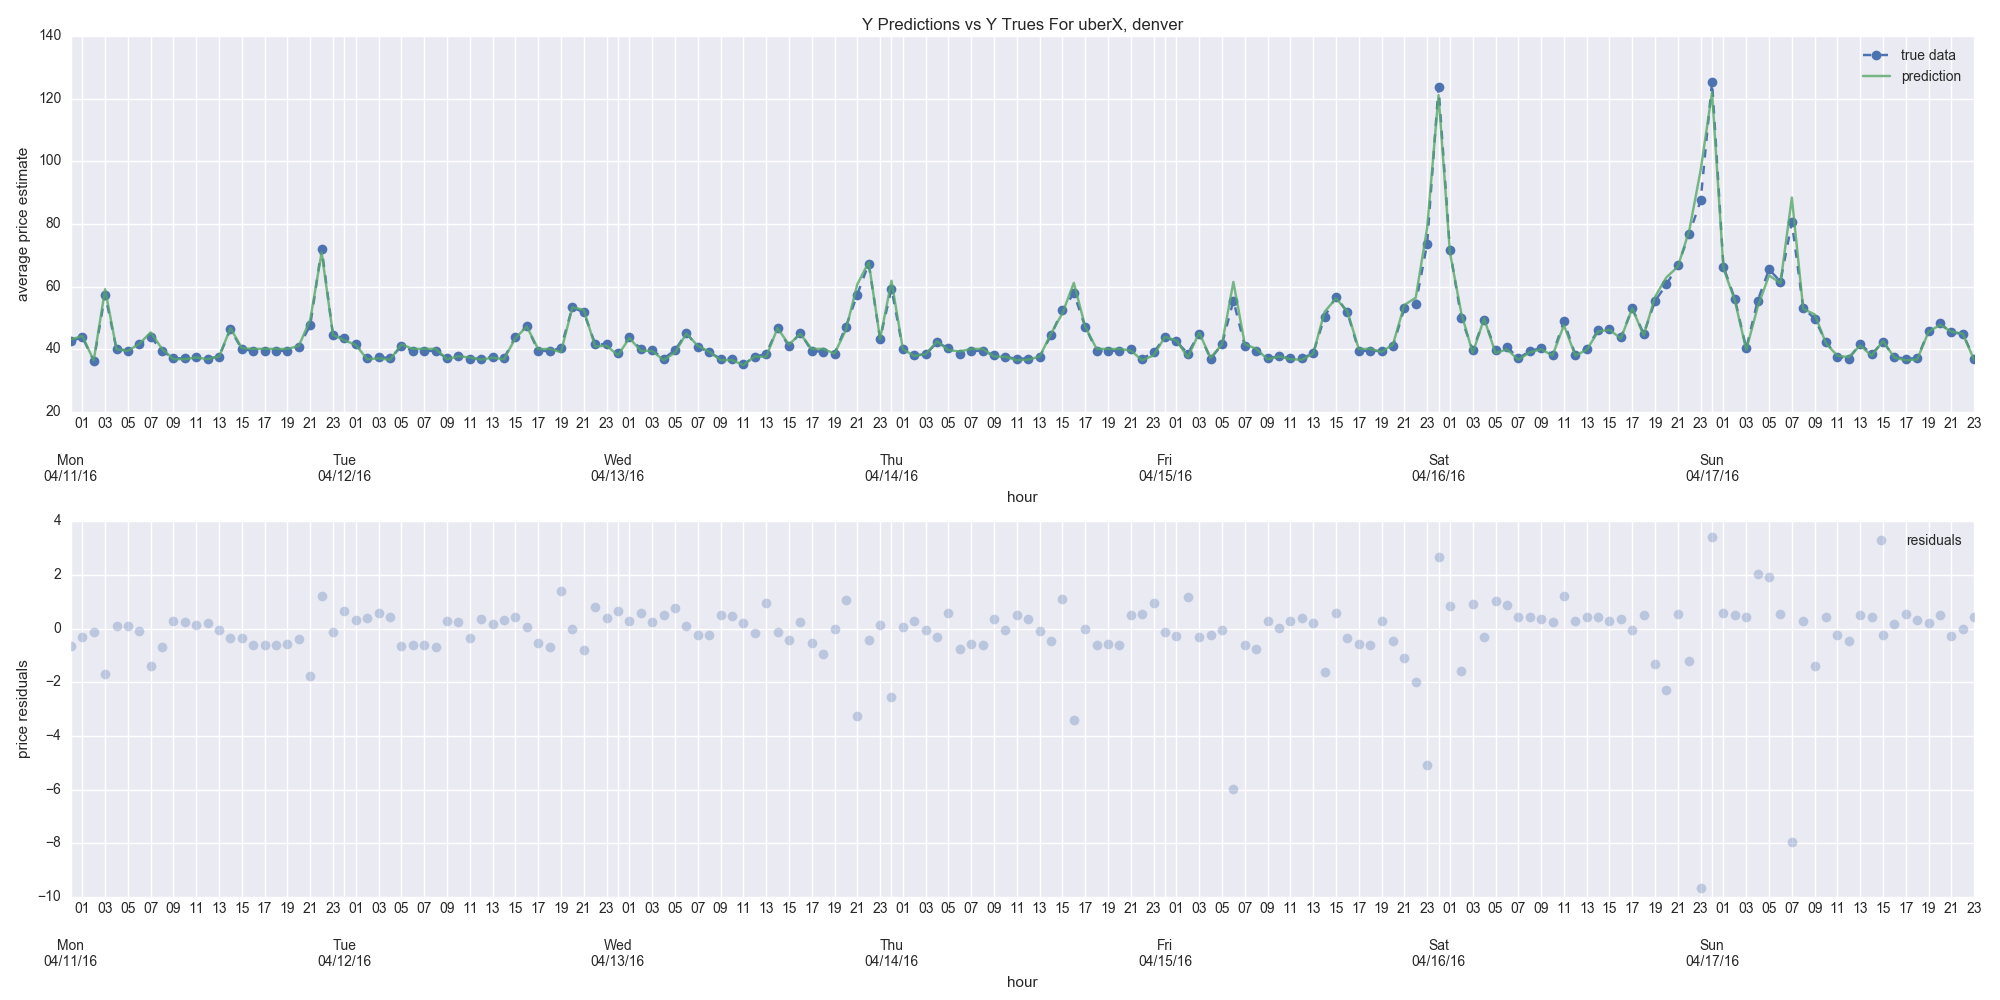 Y Predictions vs Y Trues For uberX, denver
140
120
100
80
60
40
20
average price estimate
true data
prediction
01 03 05 07 09 11 13 15 17 19 21 23 01 03 05 07 09 11 13 15 17 19 21 23 01 03 05 07 09 11 13 15 17 19 21 23 01 03 05 07 09 11 13 15 17 19 21 23 01 03 05 07 09 11 13 15 17 19 21 23 01 03 05 07 09 11 13 15 17 19 21 23 01 03 05 07 09 11 13 15 17 19 21 23
Mon Tue Wed Thu Fri Sat Sun
04/11/16 04/12/16 04/13/16 04/14/16 04/15/16 04/16/16 04/17/16
hour
4
2
0
−2
−4
−6
−8
−10
price residuals
residuals
01 03 05 07 09 11 13 15 17 19 21 23 01 03 05 07 09 11 13 15 17 19 21 23 01 03 05 07 09 11 13 15 17 19 21 23 01 03 05 07 09 11 13 15 17 19 21 23 01 03 05 07 09 11 13 15 17 19 21 23 01 03 05 07 09 11 13 15 17 19 21 23 01 03 05 07 09 11 13 15 17 19 21 23
Mon Tue Wed Thu Fri Sat Sun
04/11/16 04/12/16 04/13/16 04/14/16 04/15/16 04/16/16 04/17/16
hour